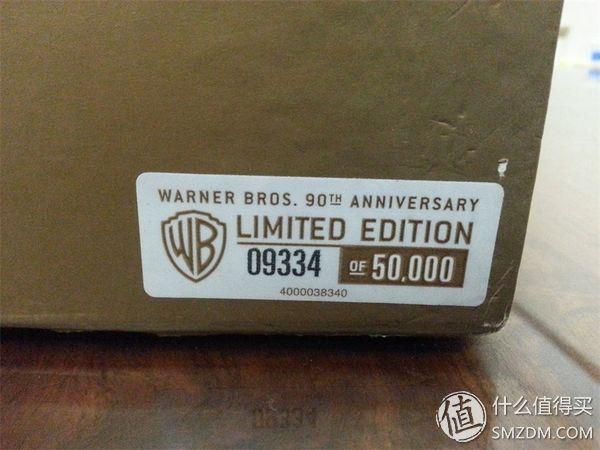 WARNER BROS. 90TH ANNIVERSARY
WB
LIMITED EDITION
09334 OF 50,000
4000038340
值 什么值得买
SMZDM.COM